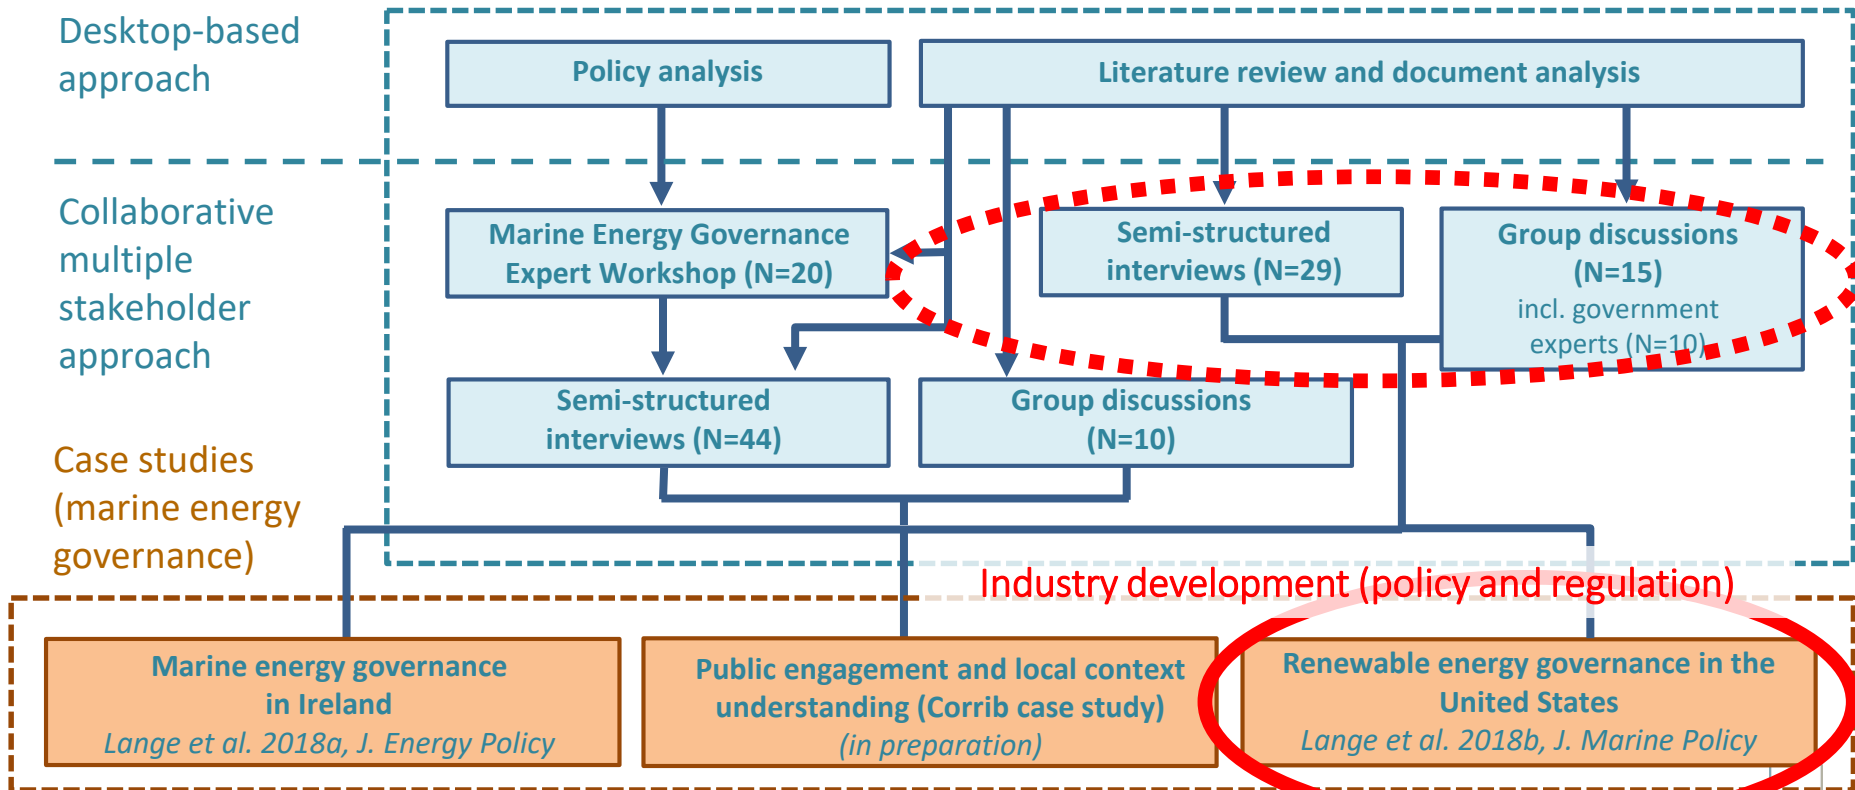 Desktop-based
approach
Policy analysis
Literature review and document analysis
Collaborative
multiple
stakeholder
approach
Marine Energy Governance
Expert Workshop (N=20)
Semi-structured
interviews (N=29)
Group discussions
(N=15)
incl. government
experts (N=10)
Semi-structured
interviews (N=44)
Group discussions
(N=10)
Case studies
(marine energy
governance)
Industry development (policy and regulation)
Marine energy governance
in Ireland
Lange et al. 2018a, J. Energy Policy
Public engagement and local context
understanding (Corrib case study)
(in preparation)
Renewable energy governance in the
United States
Lange et al. 2018b, J. Marine Policy